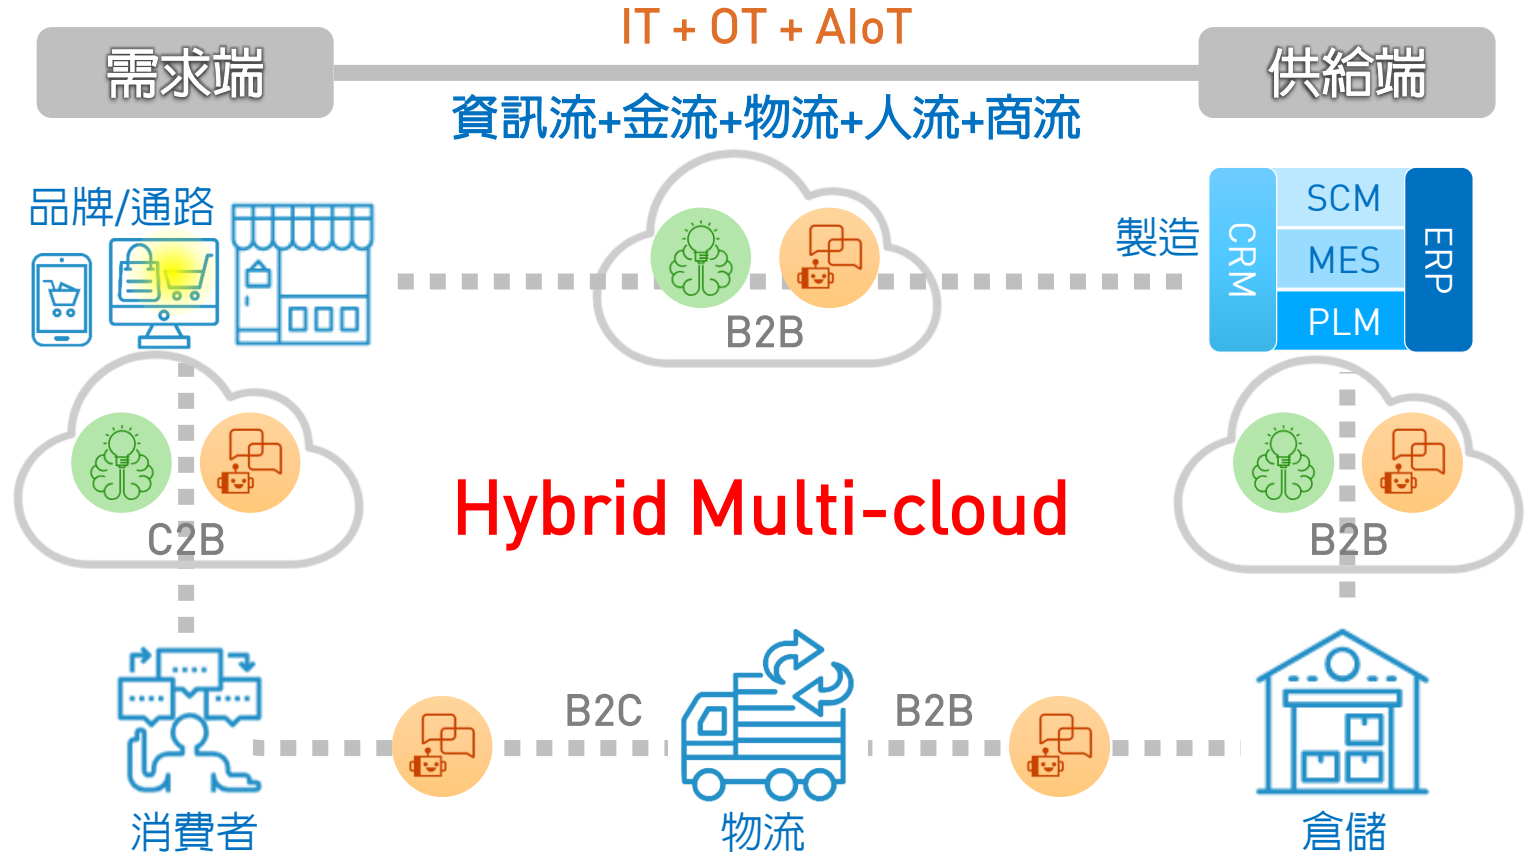 IT + OT + AIoT
需求端
供給端
資訊流+金流+物流+人流+商流
品牌/通路
製造
CRM
SCM
MES
PLM
ERP
B2B
C2B
Hybrid Multi-cloud
B2B
B2C
B2B
消費者
物流
倉儲